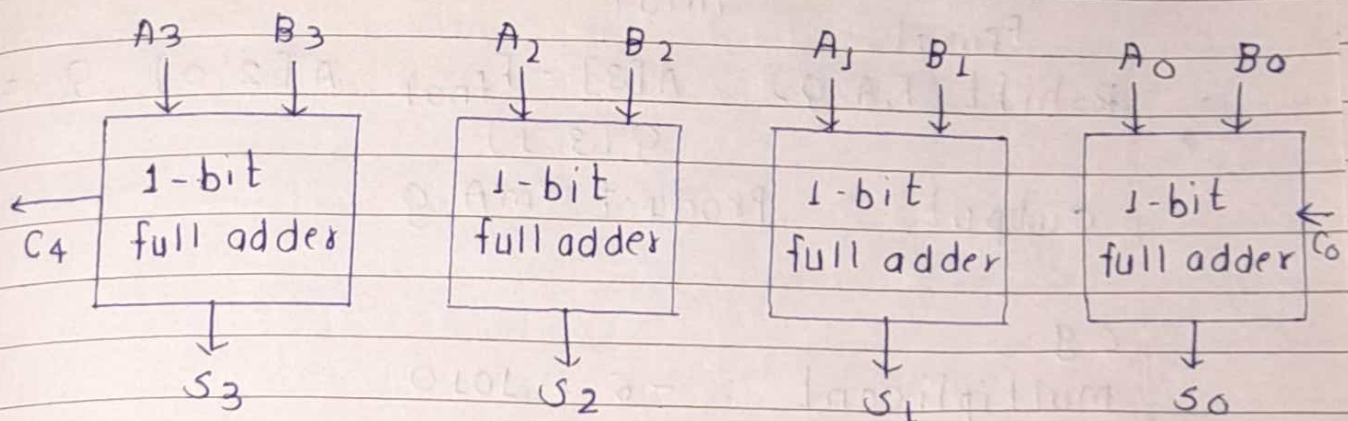 A3 B3 A2 B2 A1 B1 A0 B0
1-bit 1-bit 1-bit 1-bit
full adder full adder full adder full adder
C4 C0
S3 S2 S1 S0